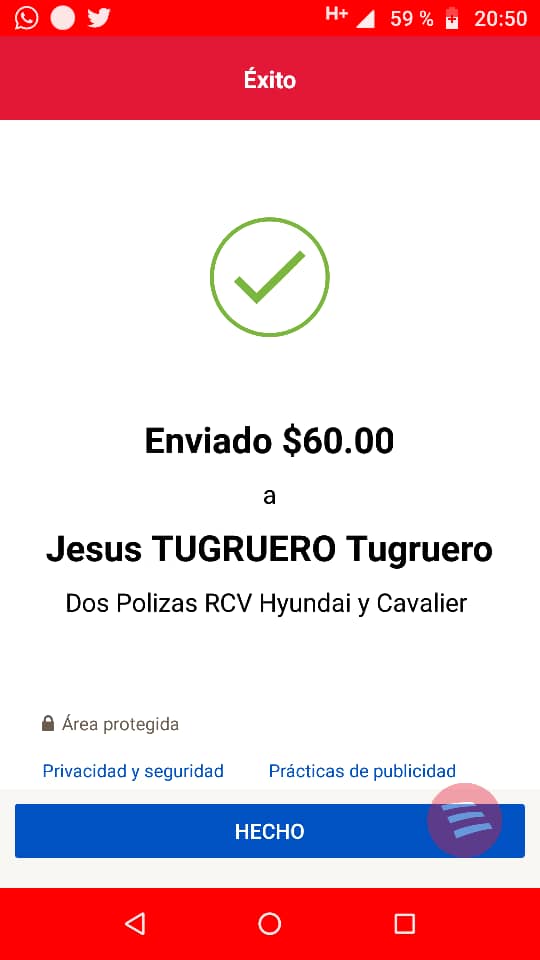 H+ 59 % 20:50
Éxito
Enviado $60.00
a
Jesus TUGRUERO Tugruero
Dos Polizas RCV Hyundai y Cavalier
Área protegida
Privacidad y seguridad Prácticas de publicidad
HECHO